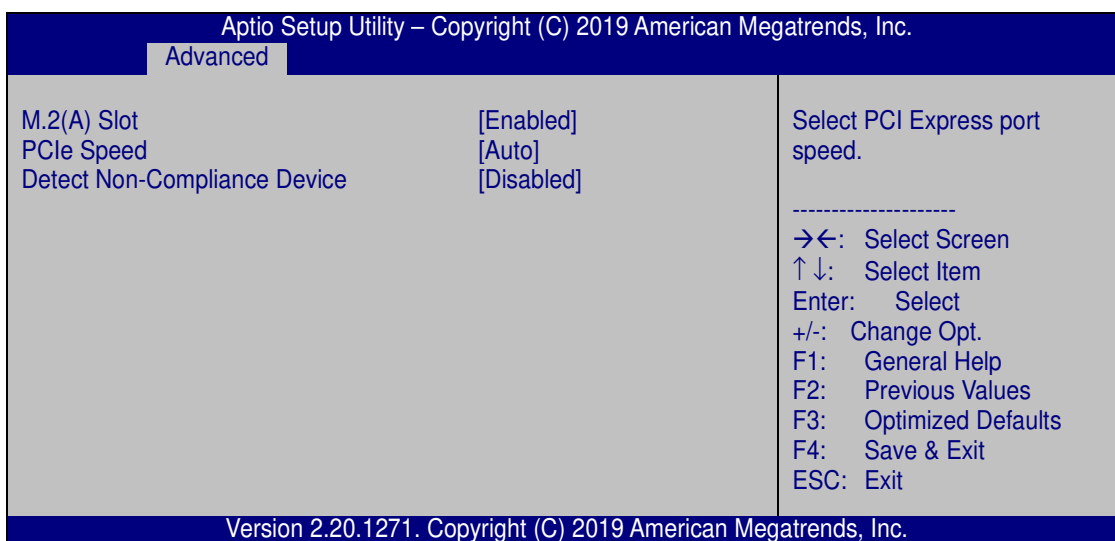 Aptio Setup Utility – Copyright (C) 2019 American Megatrends, Inc.
Advanced
M.2(A) Slot [Enabled]
PCIe Speed [Auto]
Detect Non-Compliance Device [Disabled]
Select PCI Express port
speed.
---------------------
→←: Select Screen
↑↓: Select Item
Enter: Select
+/-: Change Opt.
F1: General Help
F2: Previous Values
F3: Optimized Defaults
F4: Save & Exit
ESC: Exit
Version 2.20.1271. Copyright (C) 2019 American Megatrends, Inc.